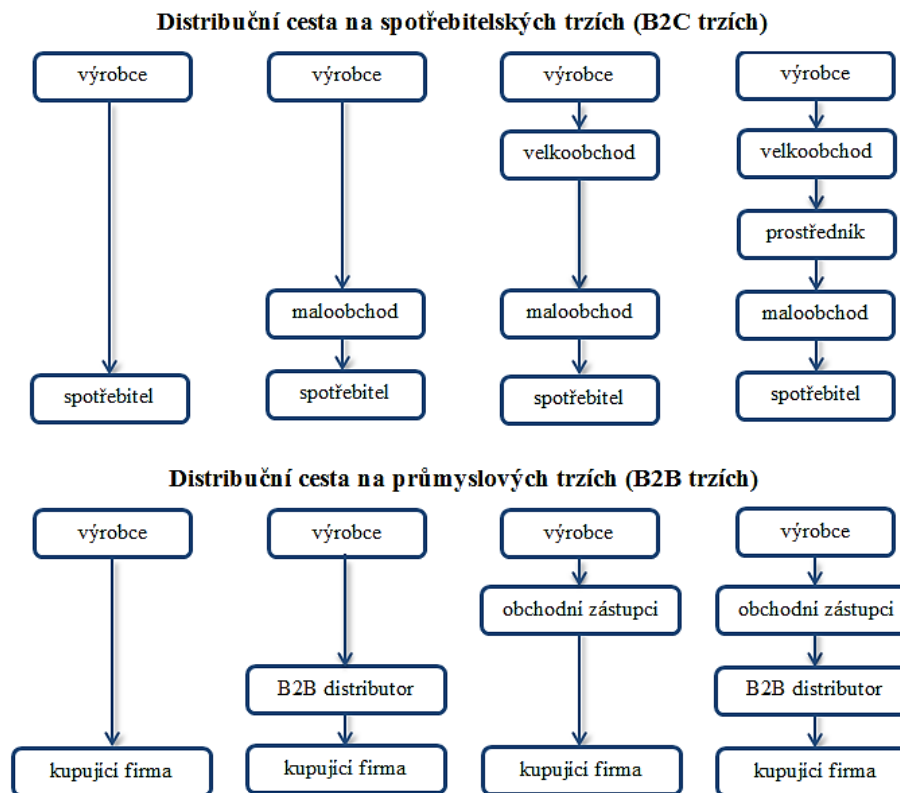 Distribuční cesta na spotřebitelských trzích (B2C trzích)
výrobce
výrobce
výrobce
výrobce
velkoobchod
velkoobchod
prostředník
maloobchod
maloobchod
maloobchod
spotřebitel
spotřebitel
spotřebitel
spotřebitel
Distribuční cesta na průmyslových trzích (B2B trzích)
výrobce
výrobce
výrobce
výrobce
obchodní zástupci
obchodní zástupci
B2B distributor
B2B distributor
kupující firma
kupující firma
kupující firma
kupující firma